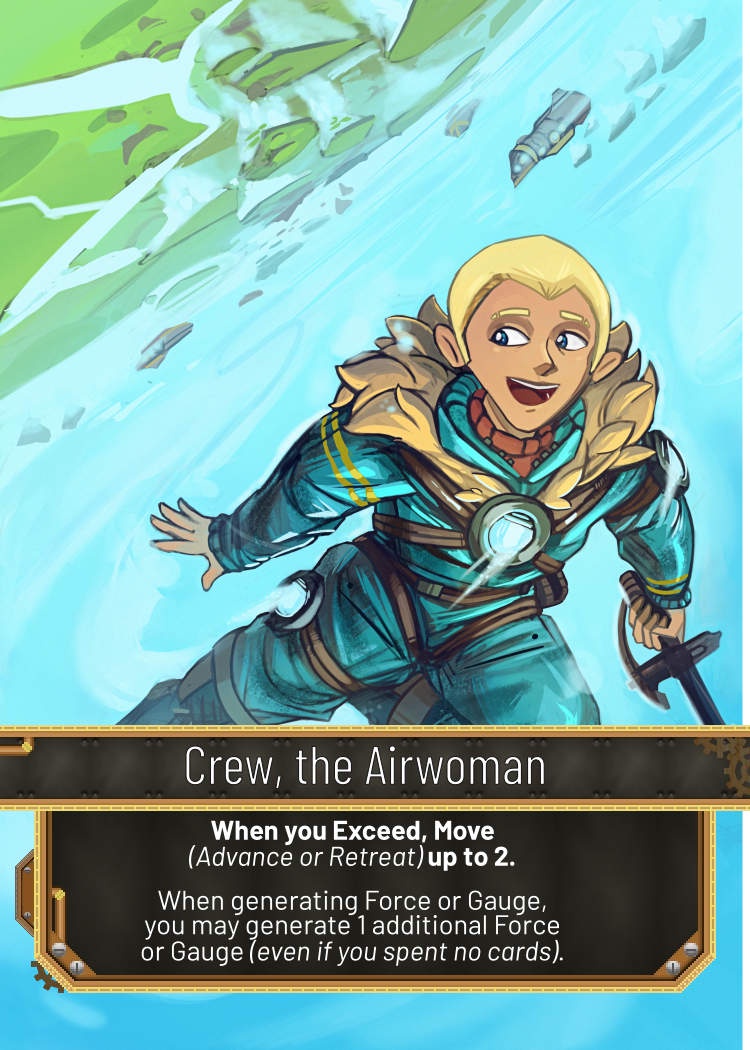 Crew, the Airwoman
When you Exceed, Move
(Advance or Retreat) up to 2.
When generating Force or Gauge,
you may generate 1 additional Force
or Gauge (even if you spent no cards).